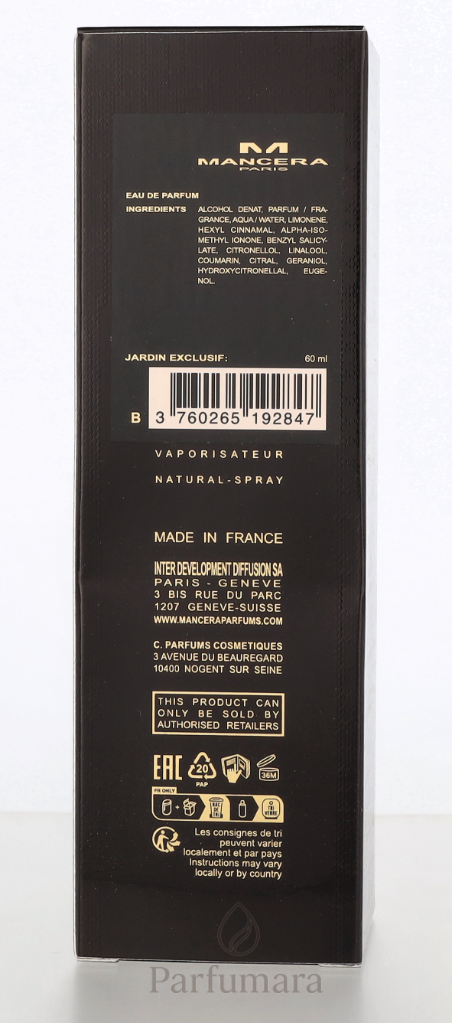 MANCERA
PARIS
EAU DE PARFUM
INGREDIENTS ALCOHOL DENAT, PARFUM / FRA-
GRANCE, AQUA / WATER, LIMONENE,
HEXYL CINNAMAL, ALPHA-ISO-
METHYL IONONE, BENZYL SALICY-
LATE, CITRONELLOL, LINALOOL,
COUMARIN, CITRAL, GERANIOL,
HYDROXYCITRONELLAL, EUGE-
NOL.
JARDIN EXCLUSIF: 60 ml
B 3 760265 192847
VAPORISATEUR
NATURAL-SPRAY
MADE IN FRANCE
INTER DEVELOPMENT DIFFUSION SA
PARIS - GENEVE
3 BIS RUE DU PARC
1207 GENEVE-SUISSE
WWW.MANCERAPARFUMS.COM
C. PARFUMS COSMETIQUES
3 AVENUE DU BEAUREGARD
10400 NOGENT SUR SEINE
THIS PRODUCT CAN
ONLY BE SOLD BY
AUTHORISED RETAILERS
EAC 20 36M
PAP
FR ONLY
BAC DE TRI
Les consignes de tri
peuvent varier
localement et par pays
Instructions may vary
locally or by country
Parfumara